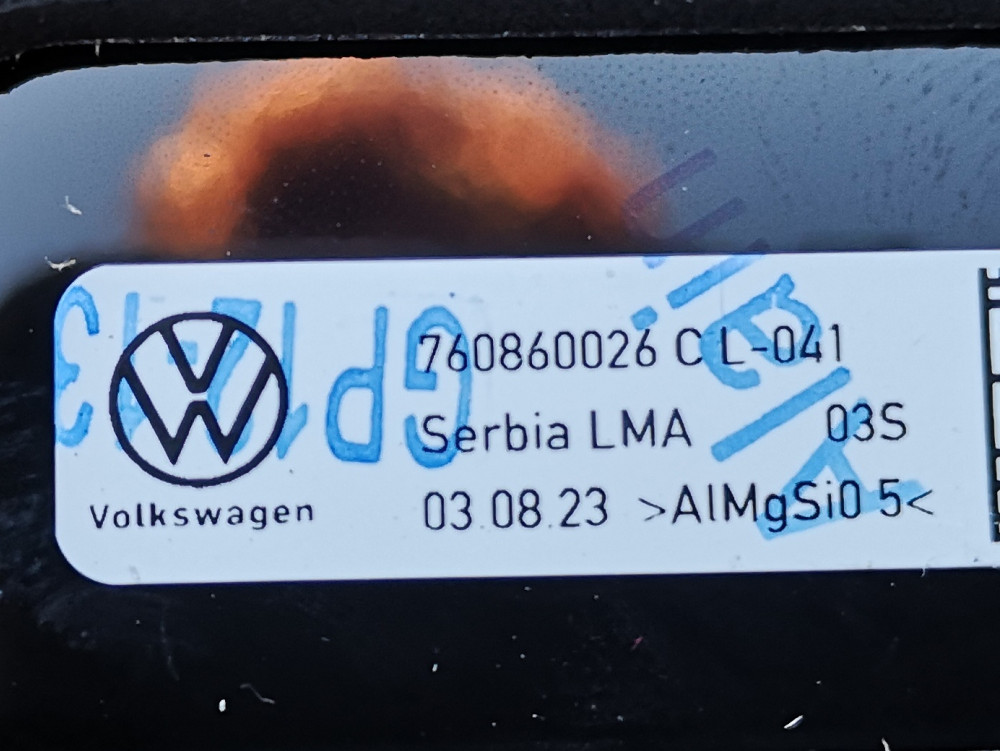 760860026 C L-041
Serbia LMA 03S
03.08.23 >AlMgSi0 5<
Volkswagen